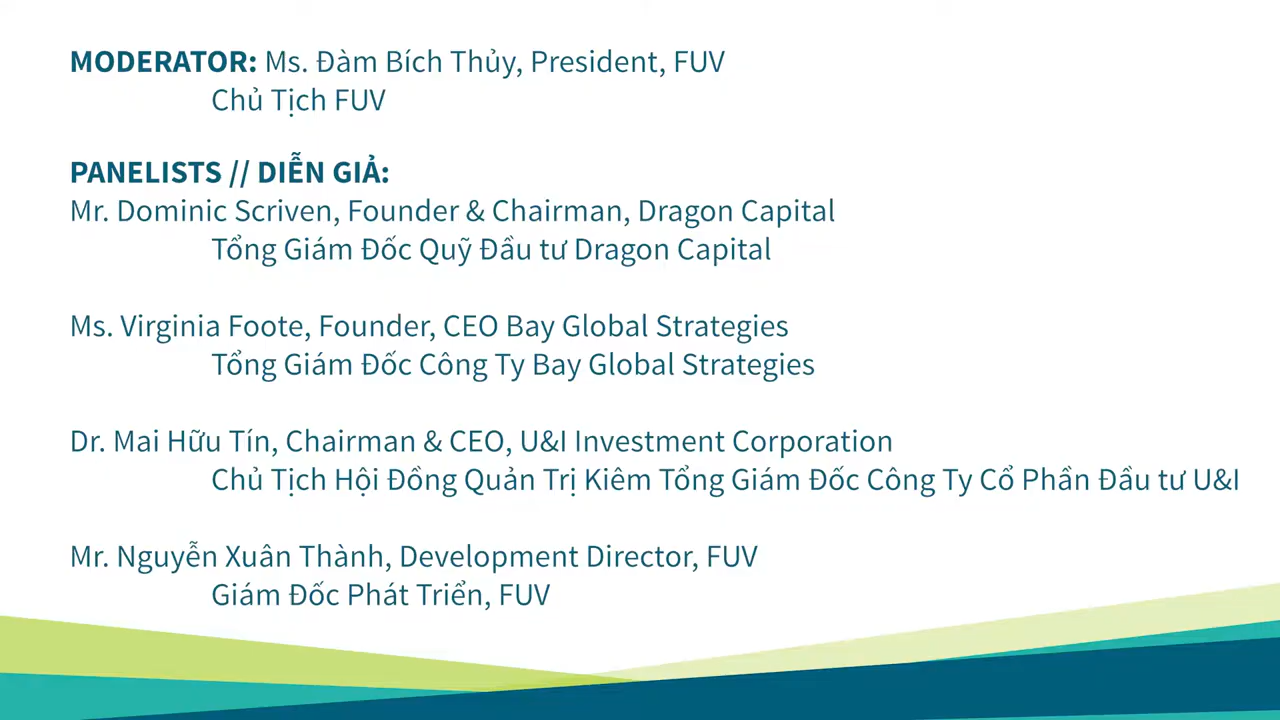 MODERATOR: Ms. Đàm Bích Thủy, President, FUV
Chủ Tịch FUV
PANELISTS // DIỄN GIẢ:
Mr. Dominic Scriven, Founder & Chairman, Dragon Capital
Tổng Giám Đốc Quỹ Đầu tư Dragon Capital
Ms. Virginia Foote, Founder, CEO Bay Global Strategies
Tổng Giám Đốc Công Ty Bay Global Strategies
Dr. Mai Hữu Tín, Chairman & CEO, U&I Investment Corporation
Chủ Tịch Hội Đồng Quản Trị Kiêm Tổng Giám Đốc Công Ty Cổ Phần Đầu tư U&I
Mr. Nguyễn Xuân Thành, Development Director, FUV
Giám Đốc Phát Triển, FUV